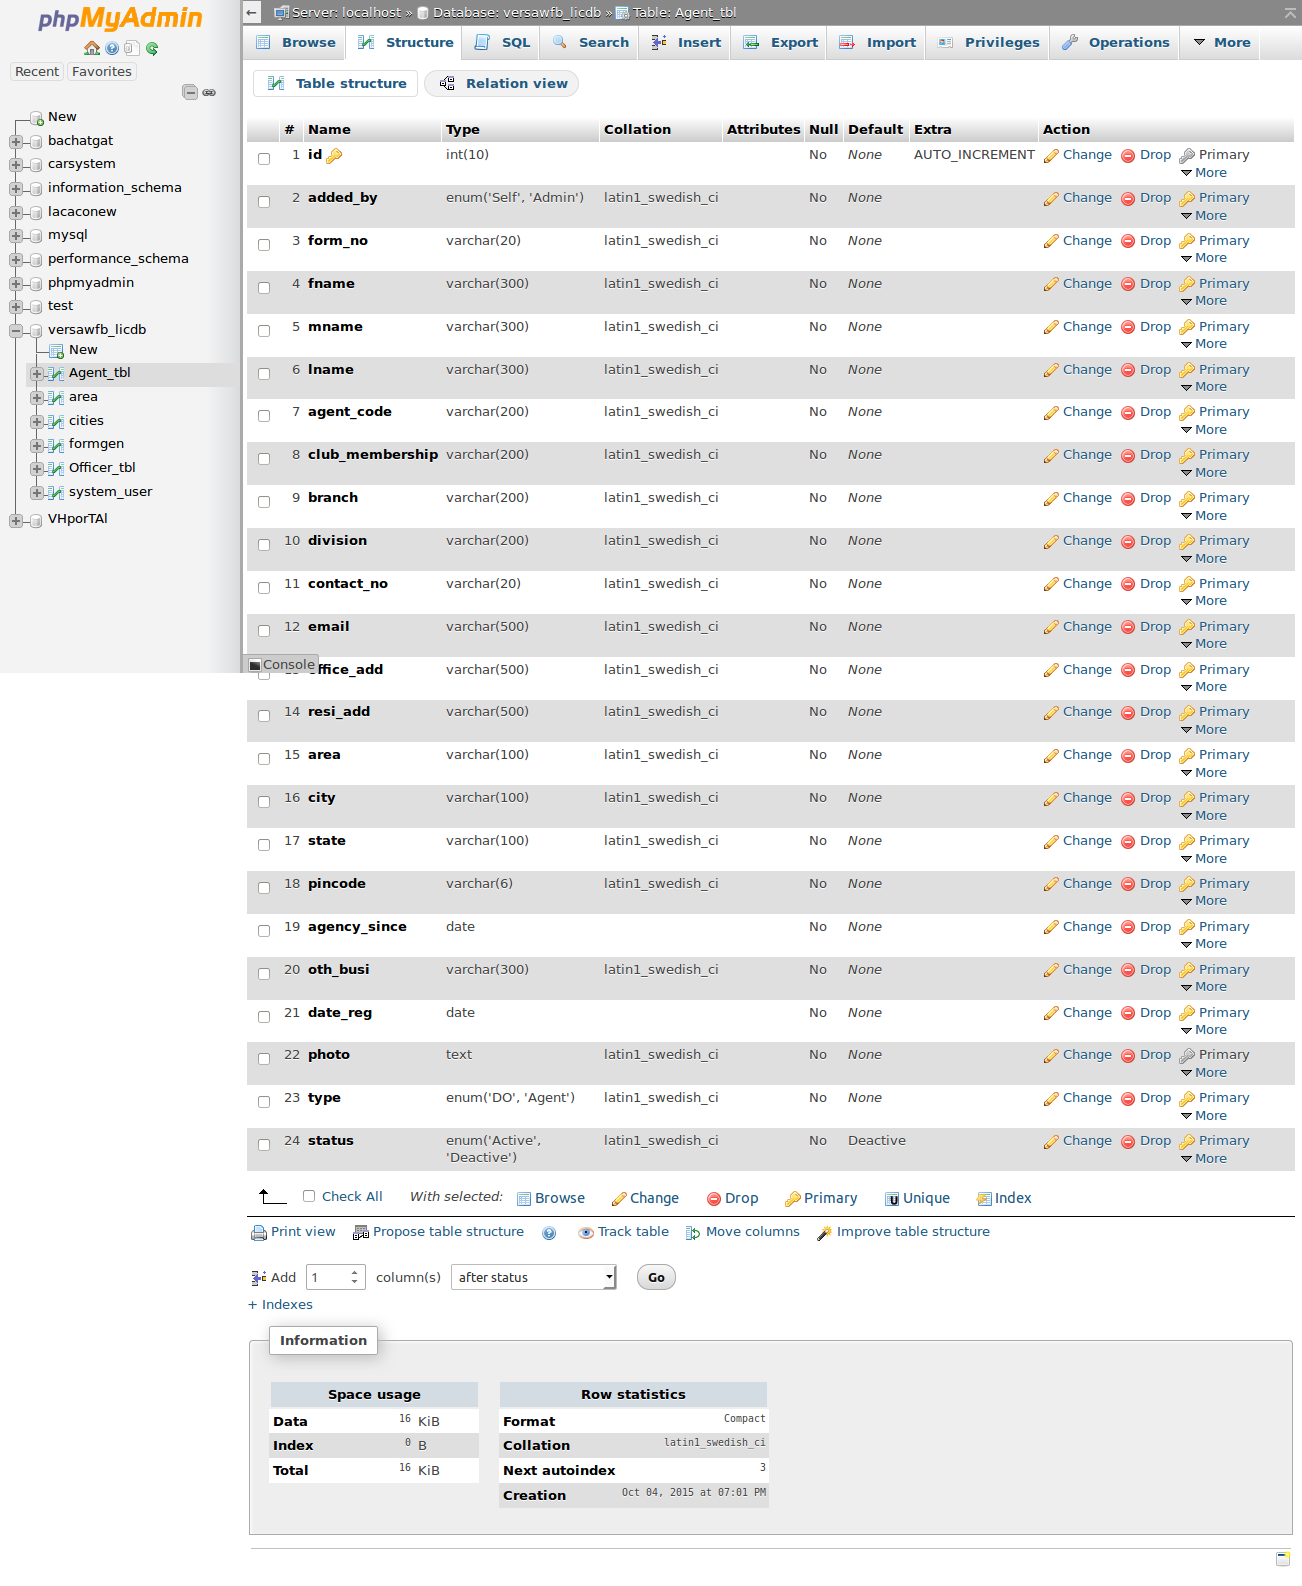 phpMyAdmin
Recent Favorites
New
bachatgat
carsystem
information_schema
lacaconew
mysql
performance_schema
phpmyadmin
test
versawfb_licdb
New
Agent_tbl
area
cities
formgen
Officer_tbl
system_user
VHporTAl
Server: localhost » Database: versawfb_licdb » Table: Agent_tbl
Browse Structure SQL Search Insert Export Import Privileges Operations More
Table structure Relation view
# Name Type Collation Attributes Null Default Extra Action
1 id int(10) No None AUTO_INCREMENT Change Drop Primary
More
2 added_by enum('Self', 'Admin') latin1_swedish_ci No None Change Drop Primary
More
3 form_no varchar(20) latin1_swedish_ci No None Change Drop Primary
More
4 fname varchar(300) latin1_swedish_ci No None Change Drop Primary
More
5 mname varchar(300) latin1_swedish_ci No None Change Drop Primary
More
6 lname varchar(300) latin1_swedish_ci No None Change Drop Primary
More
7 agent_code varchar(200) latin1_swedish_ci No None Change Drop Primary
More
8 club_membership varchar(200) latin1_swedish_ci No None Change Drop Primary
More
9 branch varchar(200) latin1_swedish_ci No None Change Drop Primary
More
10 division varchar(200) latin1_swedish_ci No None Change Drop Primary
More
11 contact_no varchar(20) latin1_swedish_ci No None Change Drop Primary
More
12 email varchar(500) latin1_swedish_ci No None Change Drop Primary
More
Console
13 office_add varchar(500) latin1_swedish_ci No None Change Drop Primary
More
14 resi_add varchar(500) latin1_swedish_ci No None Change Drop Primary
More
15 area varchar(100) latin1_swedish_ci No None Change Drop Primary
More
16 city varchar(100) latin1_swedish_ci No None Change Drop Primary
More
17 state varchar(100) latin1_swedish_ci No None Change Drop Primary
More
18 pincode varchar(6) latin1_swedish_ci No None Change Drop Primary
More
19 agency_since date No None Change Drop Primary
More
20 oth_busi varchar(300) latin1_swedish_ci No None Change Drop Primary
More
21 date_reg date No None Change Drop Primary
More
22 photo text latin1_swedish_ci No None Change Drop Primary
More
23 type enum('DO', 'Agent') latin1_swedish_ci No None Change Drop Primary
More
24 status enum('Active', latin1_swedish_ci No Deactive Change Drop Primary
'Deactive') More
Check All With selected: Browse Change Drop Primary Unique Index
Print view Propose table structure Track table Move columns Improve table structure
Add 1 column(s) after status Go
+ Indexes
Information
Space usage
Data 16 KiB
Index 0 B
Total 16 KiB
Row statistics
Format Compact
Collation latin1_swedish_ci
Next autoindex 3
Creation Oct 04, 2015 at 07:01 PM